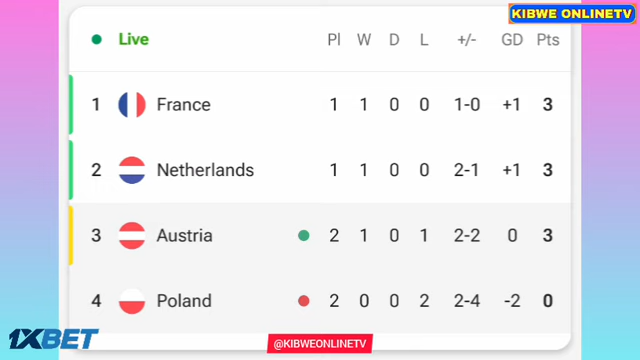 KIBWE ONLINETV
Live Pl W D L +/- GD Pts
1 France 1 1 0 0 1-0 +1 3
2 Netherlands 1 1 0 0 2-1 +1 3
3 Austria 2 1 0 1 2-2 0 3
4 Poland 2 0 0 2 2-4 -2 0
1XBET
@KIBWEONLINETV